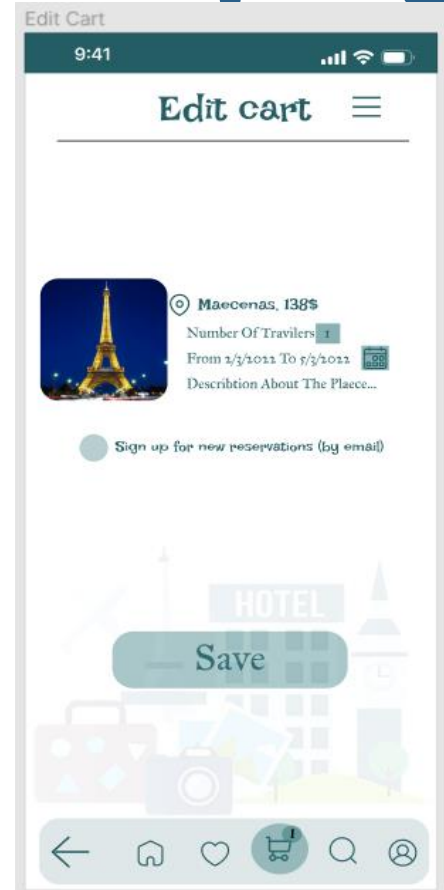 Edit Cart
9:41
Edit cart
Maecenas, 138$
Number Of Travilers 1
From 2/3/2022 To 5/3/2022
Describtion About The Plaece...
Sign up for new reservations (by email)
HOTEL
Save
1